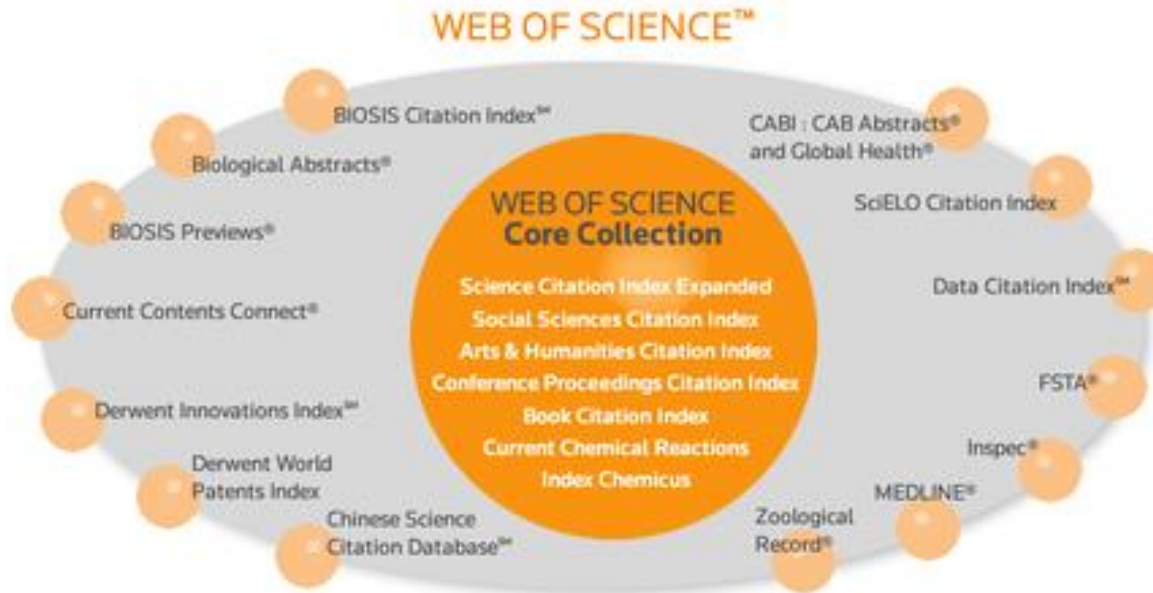 WEB OF SCIENCE™
BIOSIS Citation Index℠
Biological Abstracts®
BIOSIS Previews®
Current Contents Connect®
Derwent Innovations Index℠
Derwent World
Patents Index
Chinese Science
Citation Database℠
WEB OF SCIENCE
Core Collection
Science Citation Index Expanded
Social Sciences Citation Index
Arts & Humanities Citation Index
Conference Proceedings Citation Index
Book Citation Index
Current Chemical Reactions
Index Chemicus
CABI : CAB Abstracts®
and Global Health®
SciELO Citation Index
Data Citation Index℠
FSTA®
Inspec®
MEDLINE®
Zoological
Record®